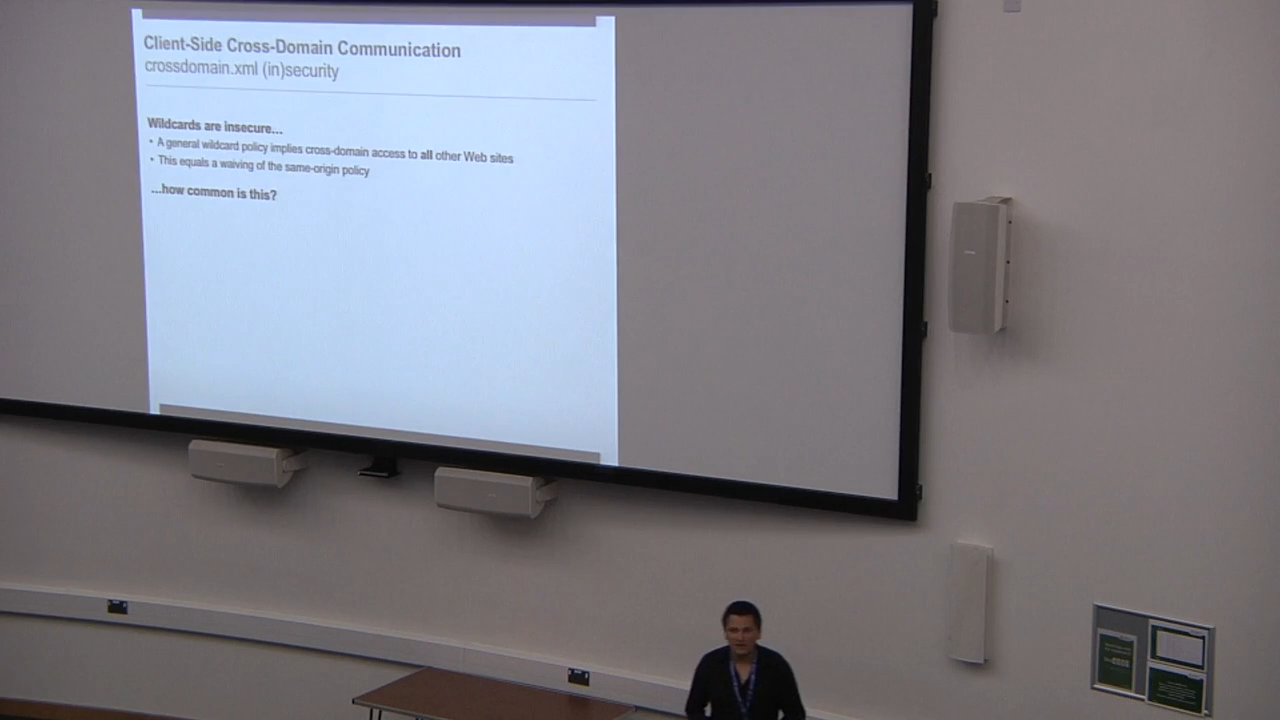 Client-Side Cross-Domain Communication
crossdomain.xml (in)security
Wildcards are insecure...
• A general wildcard policy implies cross-domain access to all other Web sites
• This equals a waiving of the same-origin policy
...how common is this?